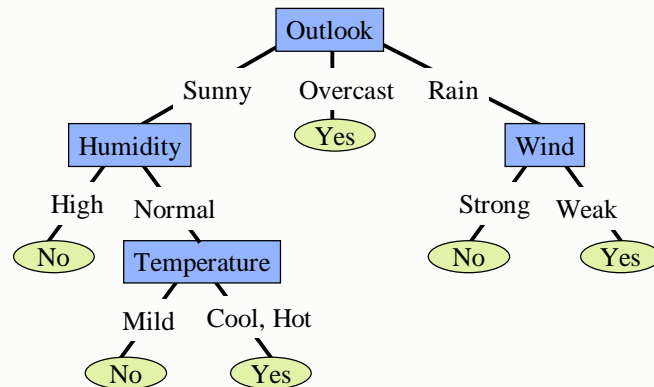 Outlook
Sunny Overcast Rain
Yes
Humidity Wind
High Normal Strong Weak
No Temperature No Yes
Mild Cool, Hot
No Yes